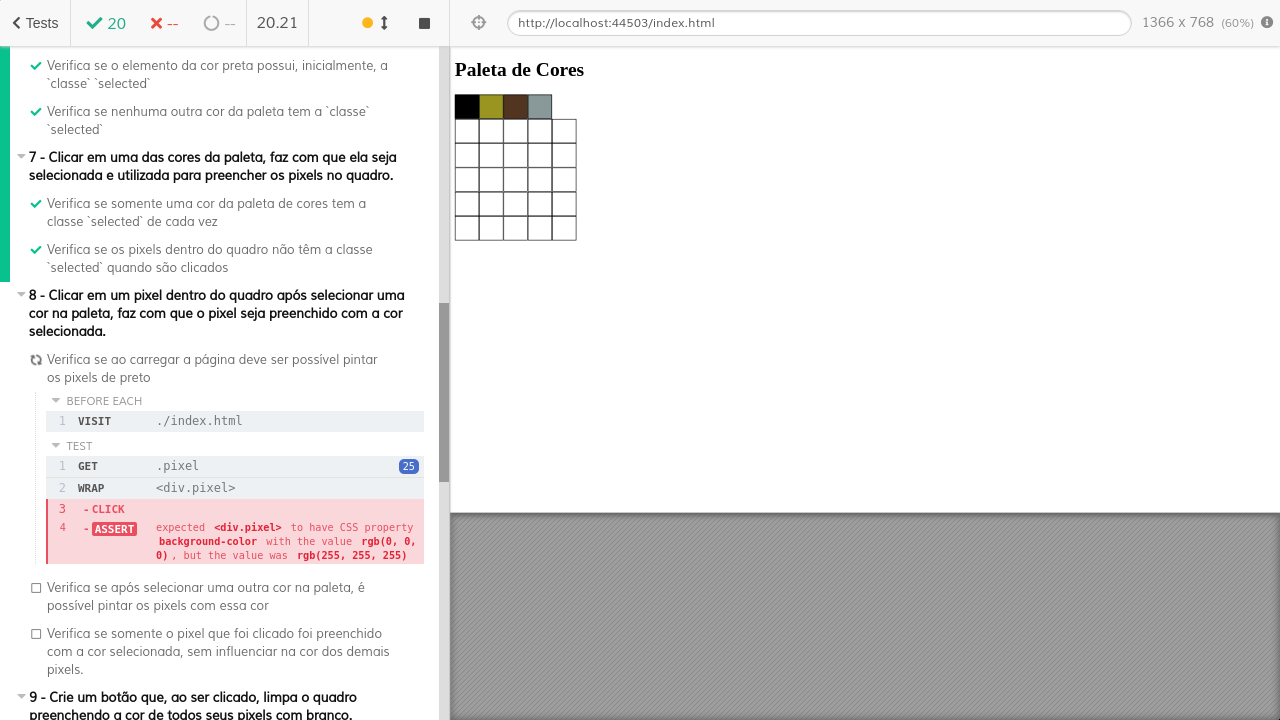 Tests
20
--
--
20.21
http://localhost:44503/index.html
1366 x 768 (60%)
Verifica se o elemento da cor preta possui, inicialmente, a
`classe` `selected`
Verifica se nenhuma outra cor da paleta tem a `classe`
`selected`
7 - Clicar em uma das cores da paleta, faz com que ela seja
selecionada e utilizada para preencher os pixels no quadro.
Verifica se somente uma cor da paleta de cores tem a
classe `selected` de cada vez
Verifica se os pixels dentro do quadro não têm a classe
`selected` quando são clicados
8 - Clicar em um pixel dentro do quadro após selecionar uma
cor na paleta, faz com que o pixel seja preenchido com a cor
selecionada.
Verifica se ao carregar a página deve ser possível pintar
os pixels de preto
BEFORE EACH
1 VISIT ./index.html
TEST
1 GET .pixel 25
2 WRAP <div.pixel>
3 - CLICK
4 - ASSERT expected <div.pixel> to have CSS property
background-color with the value rgb(0, 0,
0), but the value was rgb(255, 255, 255)
Verifica se após selecionar uma outra cor na paleta, é
possível pintar os pixels com essa cor
Verifica se somente o pixel que foi clicado foi preenchido
com a cor selecionada, sem influenciar na cor dos demais
pixels.
9 - Crie um botão que, ao ser clicado, limpa o quadro
preenchendo a cor de todos seus pixels com branco.
Paleta de Cores